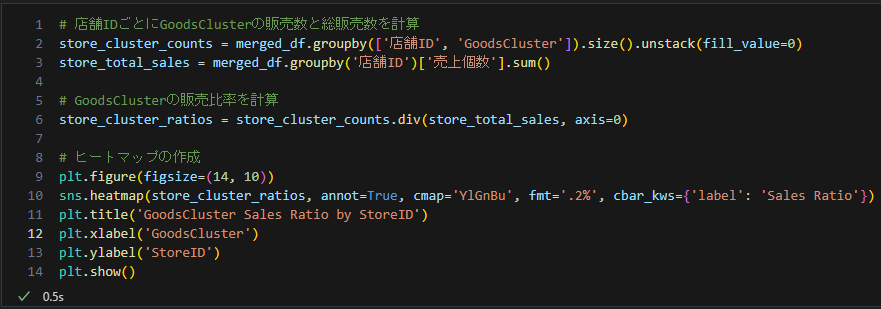 1 # 店舗IDごとにGoodsClusterの販売数と総販売数を計算
2 store_cluster_counts = merged_df.groupby(['店舗ID', 'GoodsCluster']).size().unstack(fill_value=0)
3 store_total_sales = merged_df.groupby('店舗ID')['売上個数'].sum()
4
5 # GoodsClusterの販売比率を計算
6 store_cluster_ratios = store_cluster_counts.div(store_total_sales, axis=0)
7
8 # ヒートマップの作成
9 plt.figure(figsize=(14, 10))
10 sns.heatmap(store_cluster_ratios, annot=True, cmap='YlGnBu', fmt='.2%', cbar_kws={'label': 'Sales Ratio'})
11 plt.title('GoodsCluster Sales Ratio by StoreID')
12 plt.xlabel('GoodsCluster')
13 plt.ylabel('StoreID')
14 plt.show()
✓ 0.5s